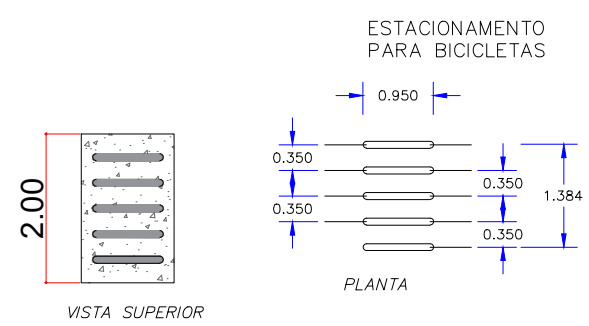 ESTACIONAMENTO
PARA BICICLETAS
0.950
0.350
0.350
0.350
0.350
1.384
2.00
PLANTA
VISTA SUPERIOR